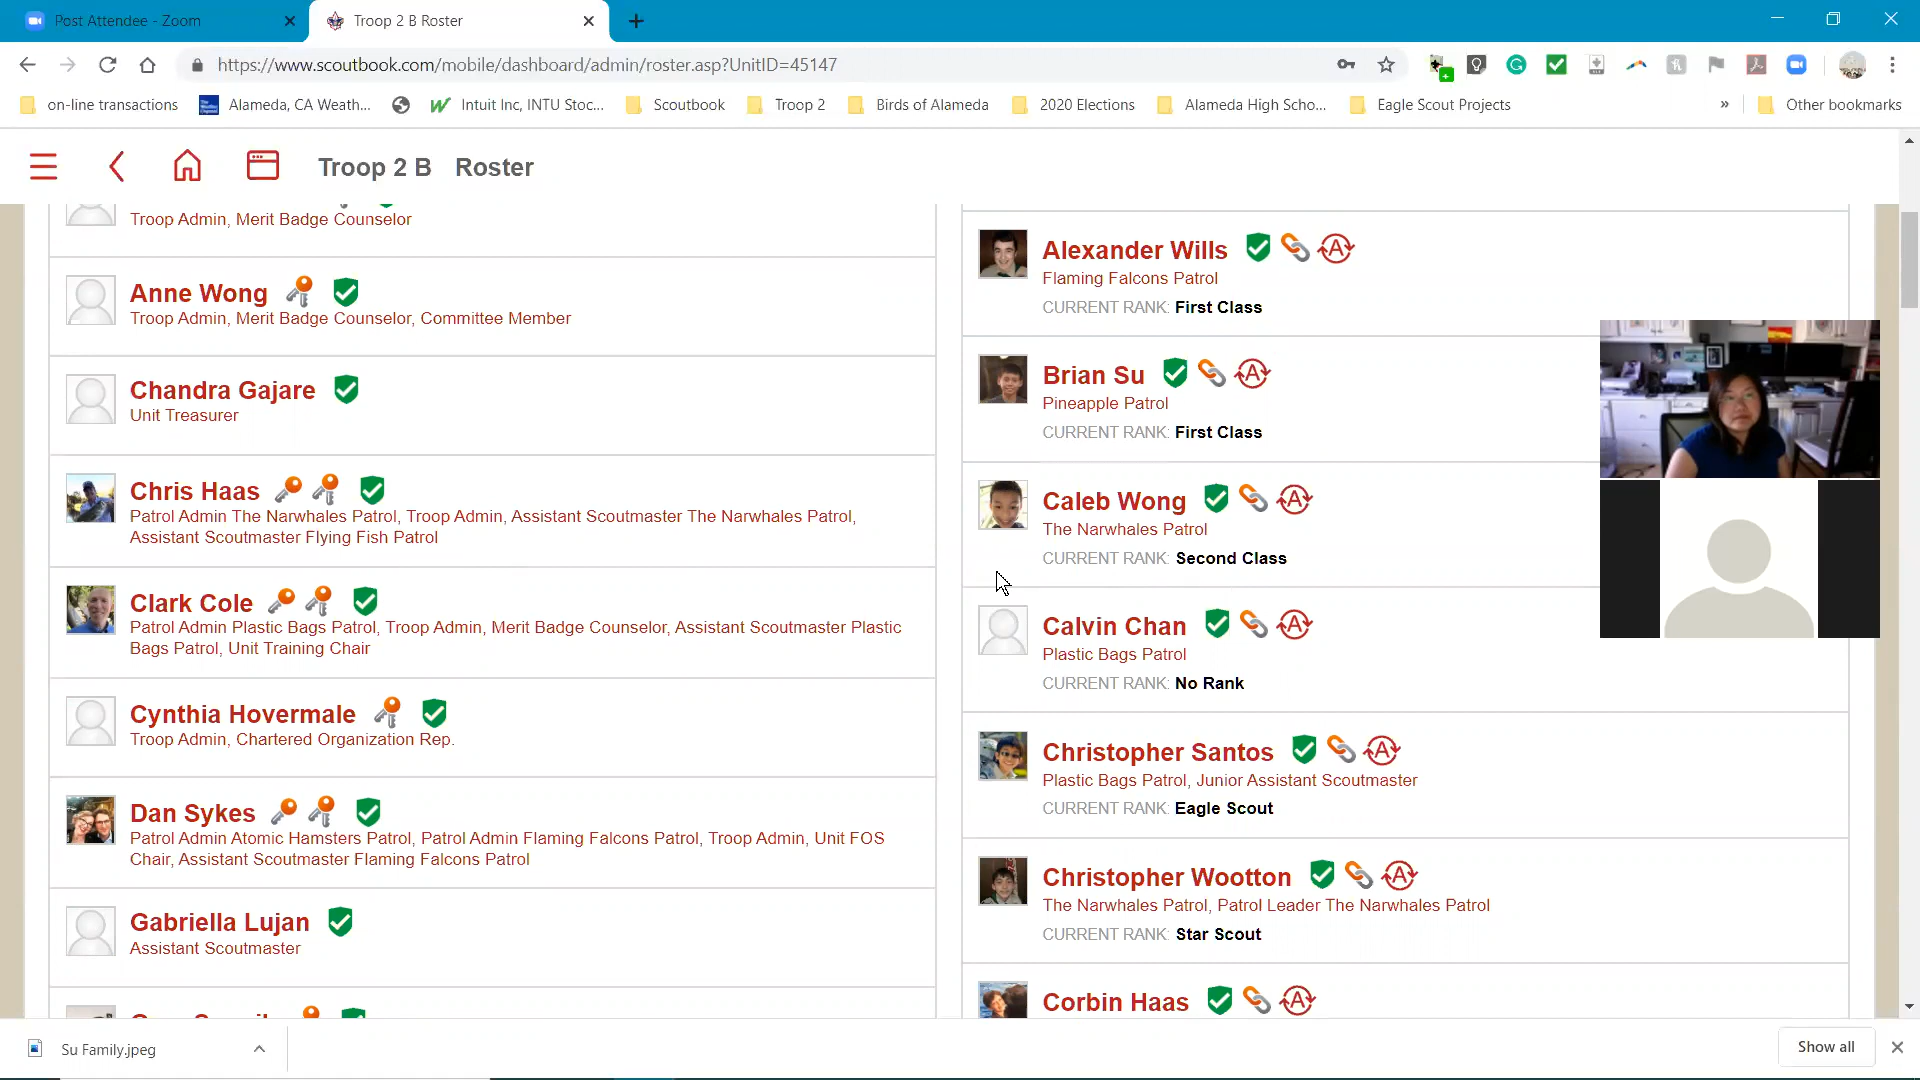 Post Attendee - Zoom
Troop 2 B Roster
https://www.scoutbook.com/mobile/dashboard/admin/roster.asp?UnitID=45147
on-line transactions
Alameda, CA Weath...
Intuit Inc, INTU Stoc...
Scoutbook
Troop 2
Birds of Alameda
2020 Elections
Alameda High Scho...
Eagle Scout Projects
»
Other bookmarks
Troop 2 B Roster
Troop Admin, Merit Badge Counselor
Anne Wong
Troop Admin, Merit Badge Counselor, Committee Member
Chandra Gajare
Unit Treasurer
Chris Haas
Patrol Admin The Narwhales Patrol, Troop Admin, Assistant Scoutmaster The Narwhales Patrol,
Assistant Scoutmaster Flying Fish Patrol
Clark Cole
Patrol Admin Plastic Bags Patrol, Troop Admin, Merit Badge Counselor, Assistant Scoutmaster Plastic
Bags Patrol, Unit Training Chair
Cynthia Hovermale
Troop Admin, Chartered Organization Rep.
Dan Sykes
Patrol Admin Atomic Hamsters Patrol, Patrol Admin Flaming Falcons Patrol, Troop Admin, Unit FOS
Chair, Assistant Scoutmaster Flaming Falcons Patrol
Gabriella Lujan
Assistant Scoutmaster
Alexander Wills
Flaming Falcons Patrol
CURRENT RANK: First Class
Brian Su
Pineapple Patrol
CURRENT RANK: First Class
Caleb Wong
The Narwhales Patrol
CURRENT RANK: Second Class
Calvin Chan
Plastic Bags Patrol
CURRENT RANK: No Rank
Christopher Santos
Plastic Bags Patrol, Junior Assistant Scoutmaster
CURRENT RANK: Eagle Scout
Christopher Wootton
The Narwhales Patrol, Patrol Leader The Narwhales Patrol
CURRENT RANK: Star Scout
Corbin Haas
Su Family.jpeg
Show all